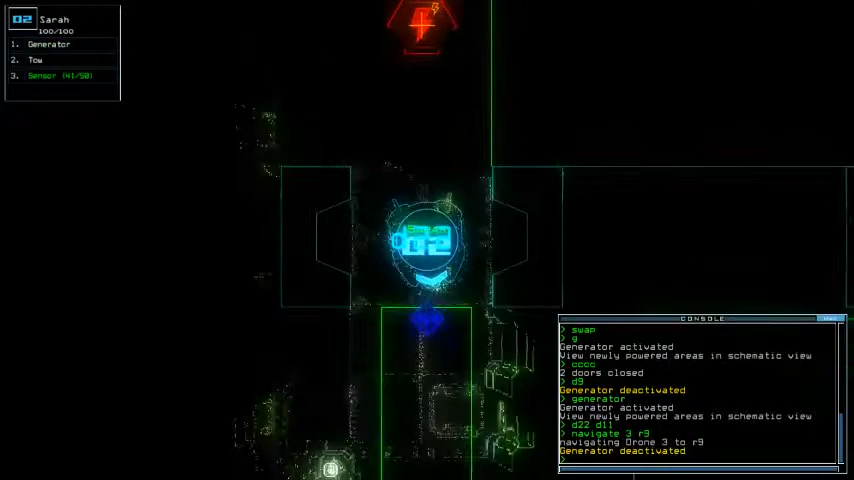 02 Sarah
100/100
1. Generator
2. Tow
3. Sensor (41/50)
Sarah
02
CONSOLE
> swap
> g
Generator activated
View newly powered areas in schematic view
> cccc
2 doors closed
> d9
Generator deactivated
> generator
Generator activated
View newly powered areas in schematic view
> d22 d11
> navigate 3 r9
navigating Drone 3 to r9
Generator deactivated
>